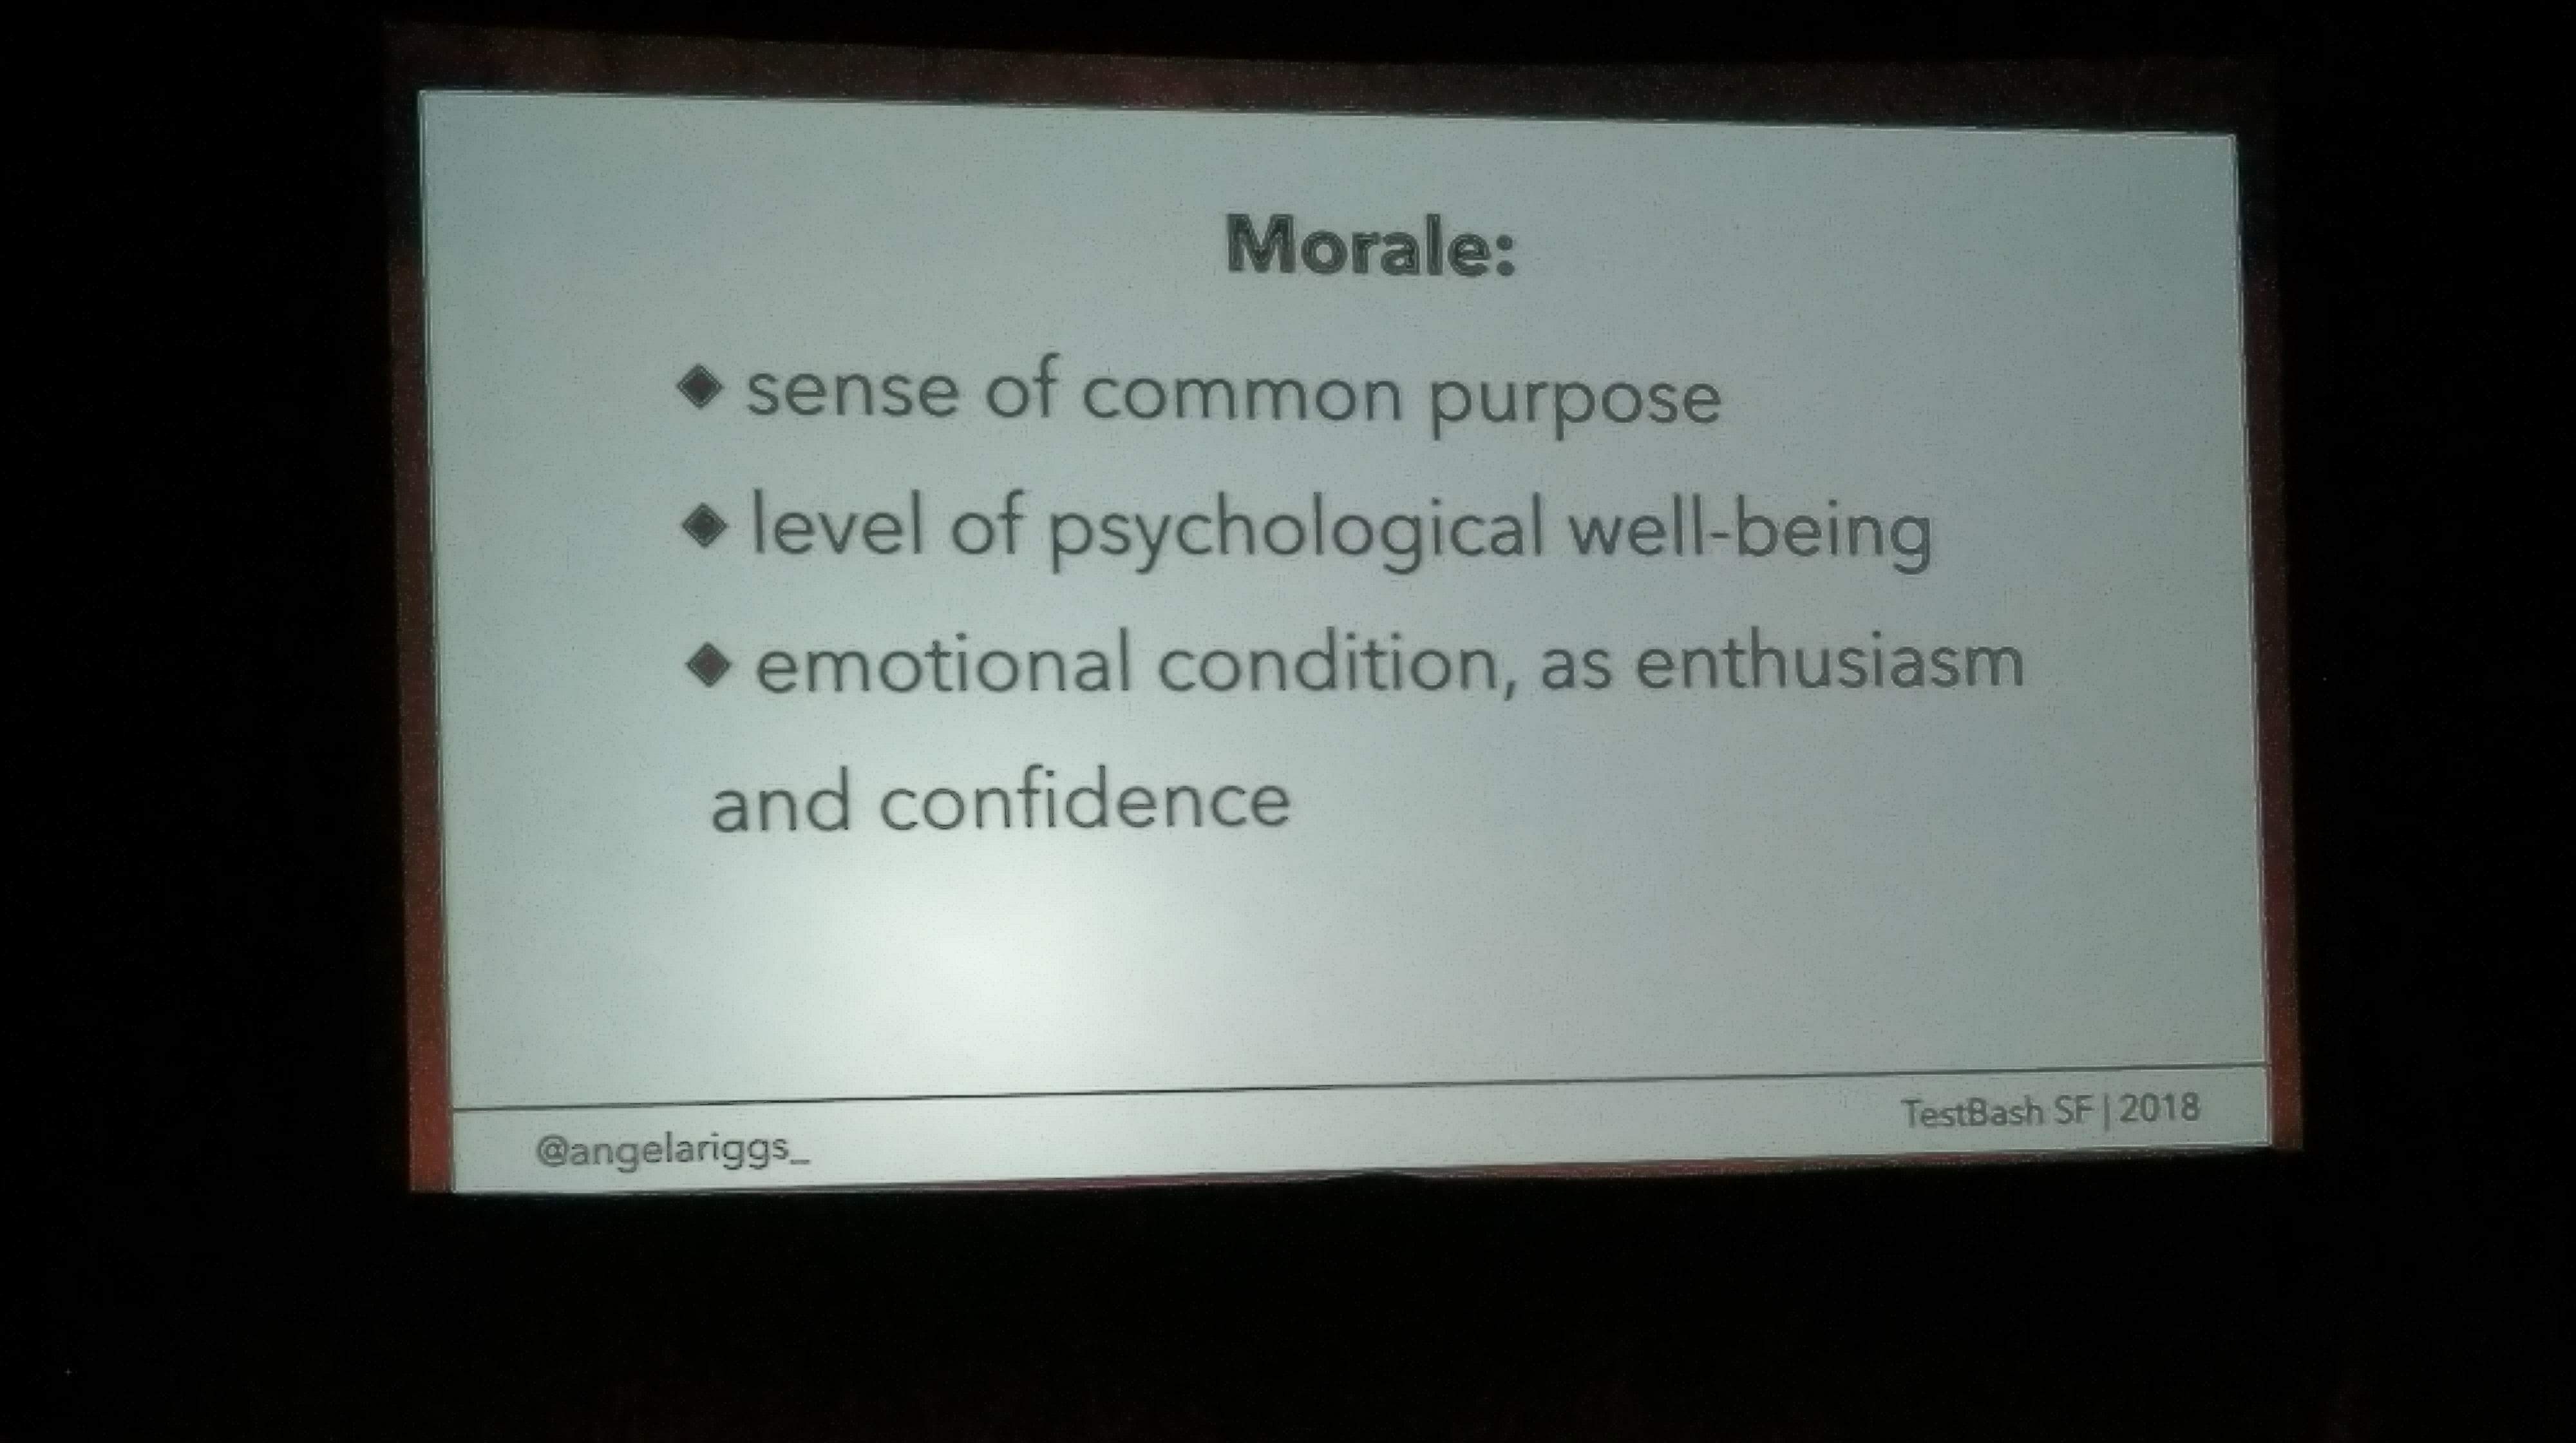 Morale:
◆ sense of common purpose
◆ level of psychological well-being
◆ emotional condition, as enthusiasm
and confidence
@angelariggs_
TestBash SF | 2018